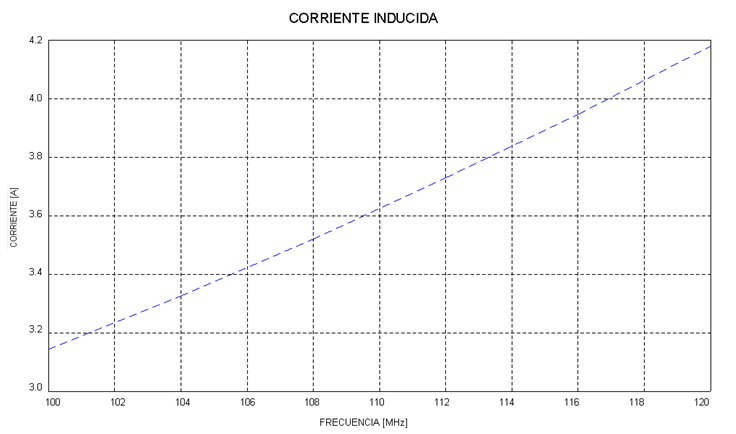 CORRIENTE INDUCIDA
4.2
4.0
3.8
3.6
3.4
3.2
3.0
CORRIENTE [A]
100 102 104 106 108 110 112 114 116 118 120
FRECUENCIA [MHz]